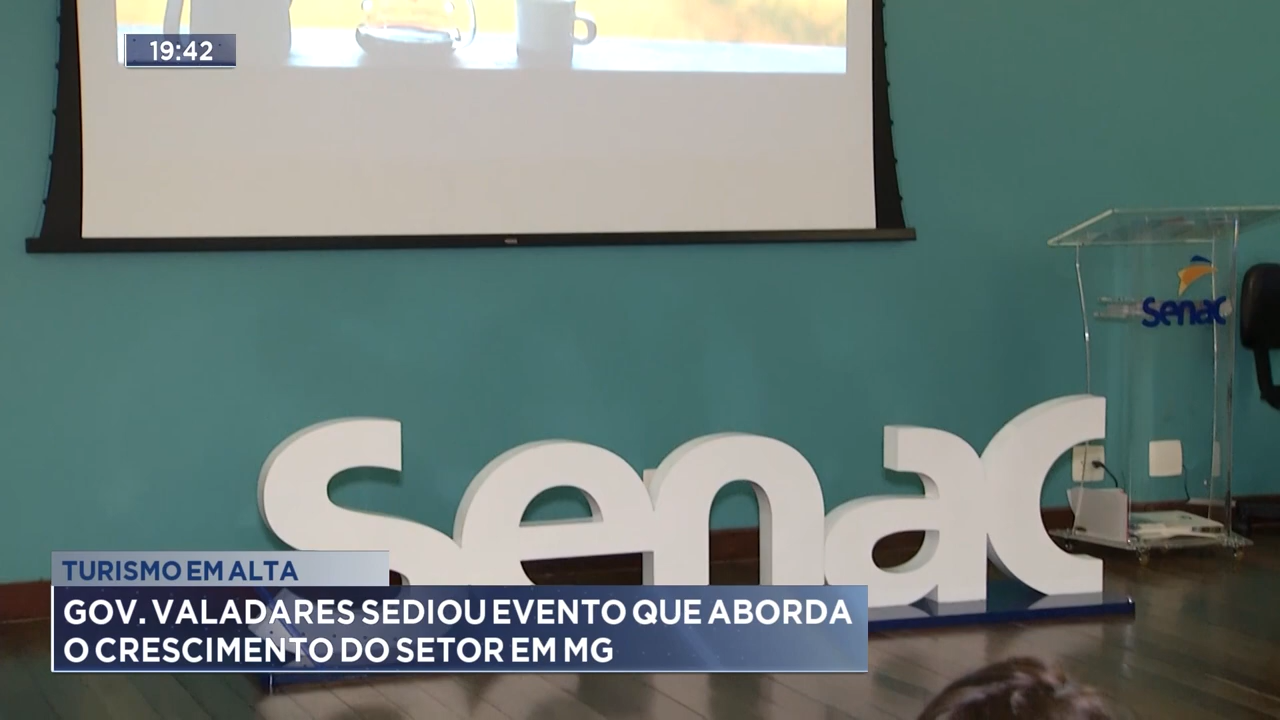 19:42
senac
senac
TURISMO EM ALTA
GOV. VALADARES SEDIOU EVENTO QUE ABORDA
O CRESCIMENTO DO SETOR EM MG